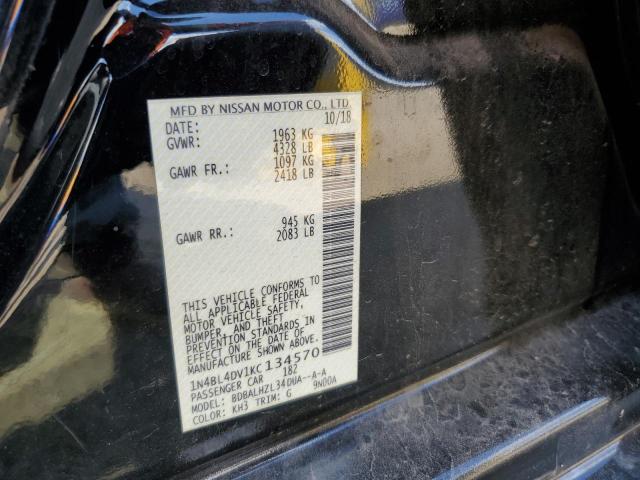 MFD BY NISSAN MOTOR CO., LTD.
DATE: 10/18
GVWR: 1963 KG
4328 LB
GAWR FR.: 1097 KG
2418 LB
GAWR RR.: 945 KG
2083 LB
THIS VEHICLE CONFORMS TO
ALL APPLICABLE FEDERAL
MOTOR VEHICLE SAFETY,
BUMPER, AND THEFT
PREVENTION STANDARDS IN
EFFECT ON THE DATE OF
MANUFACTURE SHOWN ABOVE.
1N4BL4DV1KC134570
PASSENGER CAR 182
MODEL: BDBALHZL34DUA--A-A
COLOR: KH3 TRIM: G 9N00A